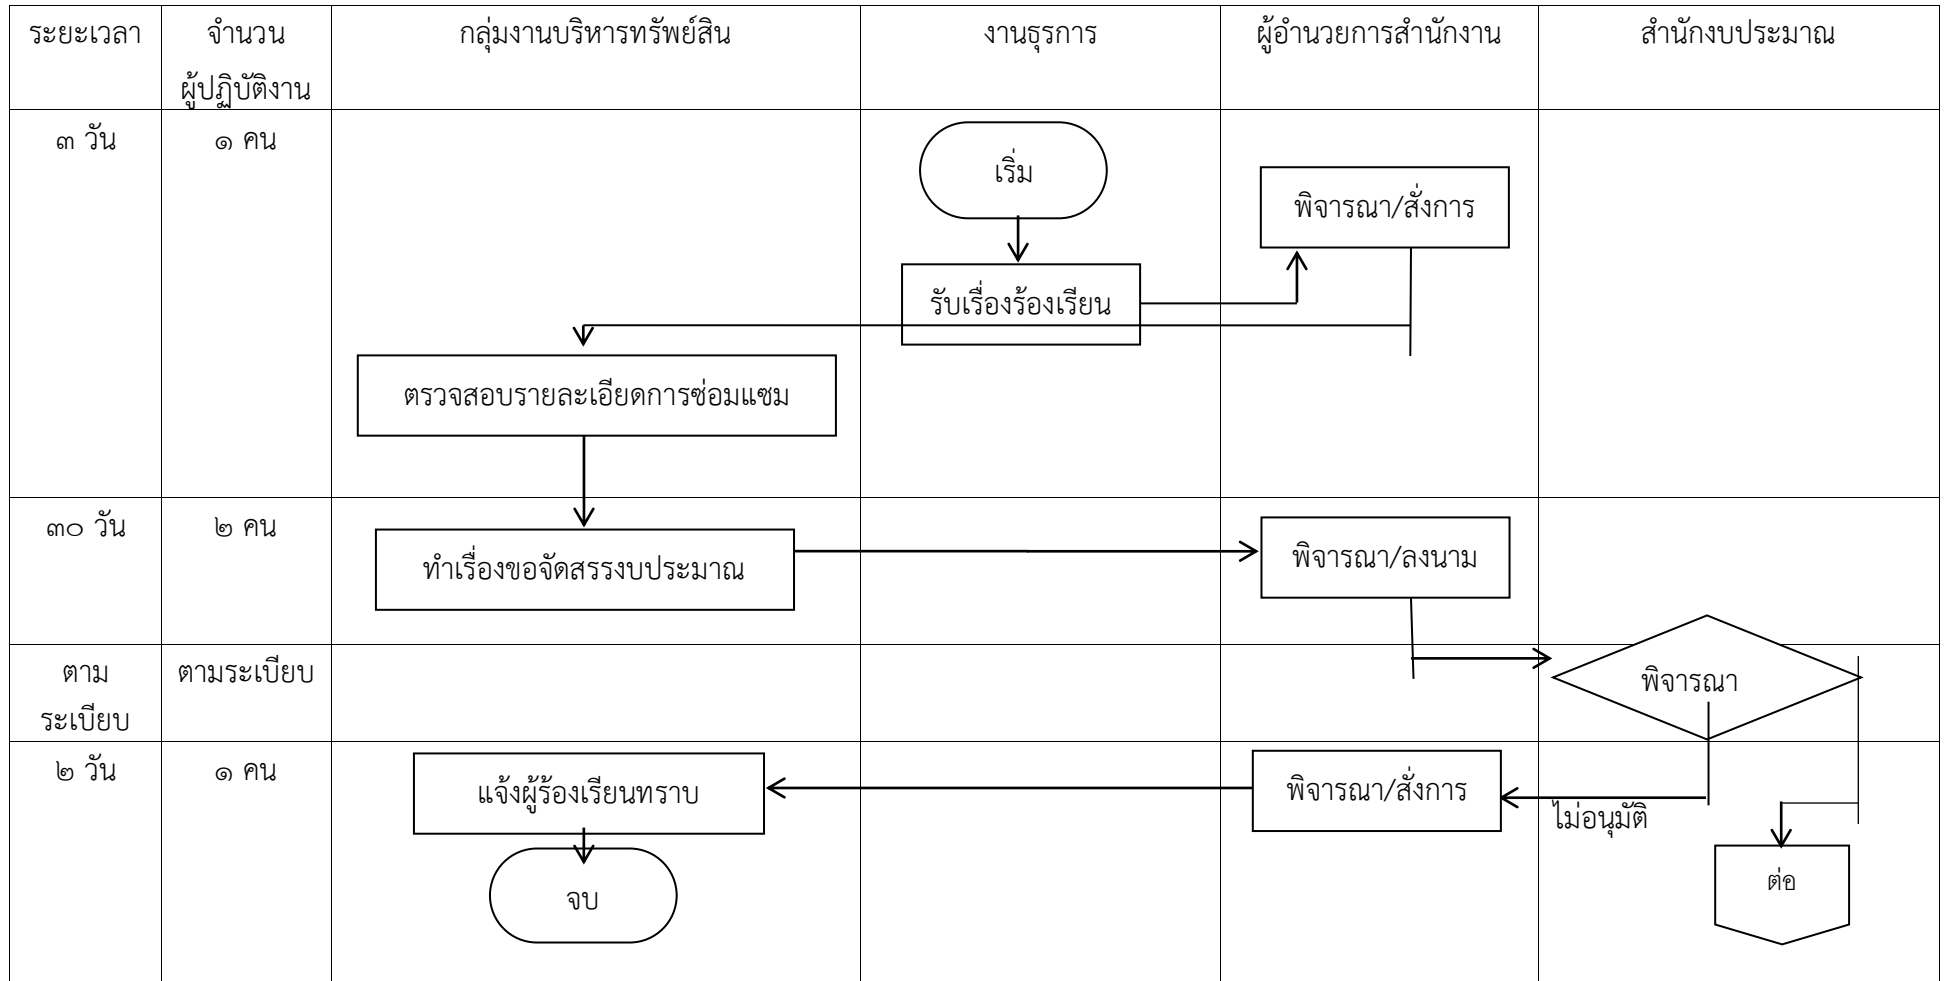 ระยะเวลา
จำนวน
ผู้ปฏิบัติงาน
กลุ่มงานบริหารทรัพย์สิน
งานธุรการ
ผู้อำนวยการสำนักงาน
สำนักงบประมาณ
๓ วัน
๑ คน
เริ่ม
พิจารณา/สั่งการ
รับเรื่องร้องเรียน
ตรวจสอบรายละเอียดการซ่อมแซม
๓๐ วัน
๒ คน
ทำเรื่องขอจัดสรรงบประมาณ
พิจารณา/ลงนาม
ตาม
ระเบียบ
ตามระเบียบ
พิจารณา
๒ วัน
๑ คน
แจ้งผู้ร้องเรียนทราบ
พิจารณา/สั่งการ
ไม่อนุมัติ
ต่อ
จบ